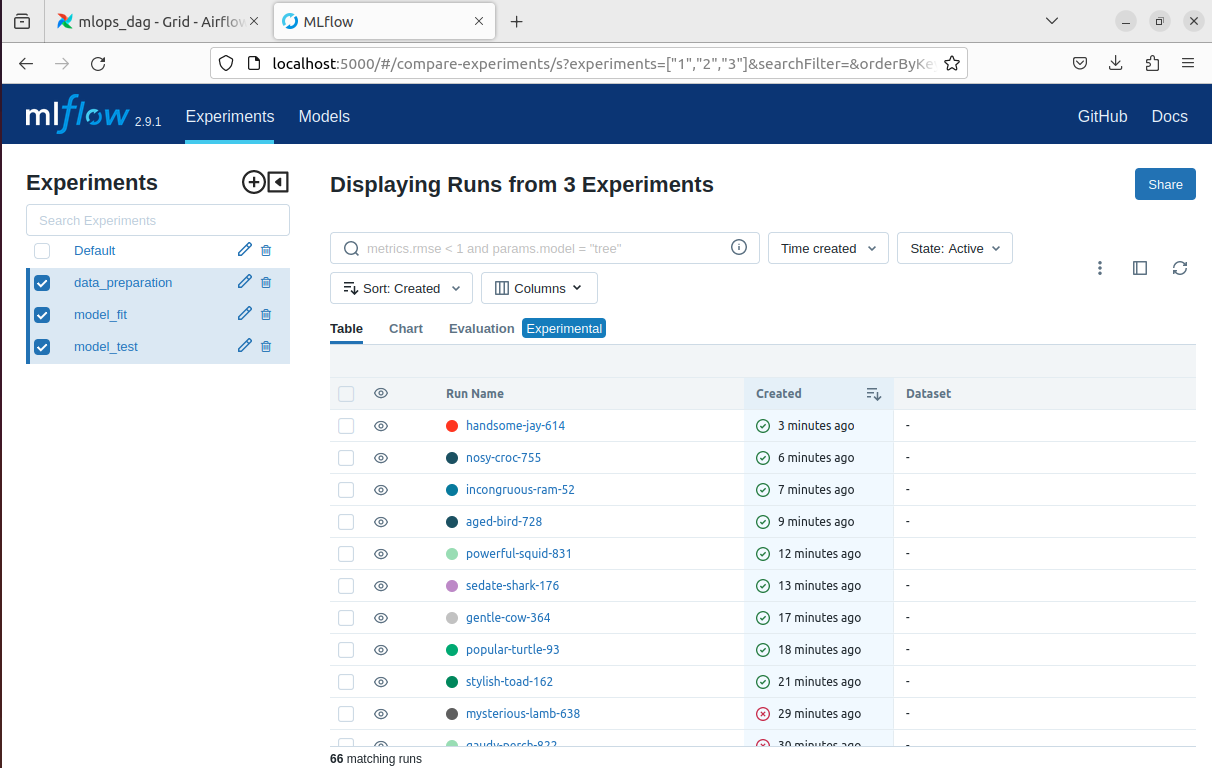 mlops_dag - Grid - Airflow
MLflow
localhost:5000/#/compare-experiments/s?experiments=["1","2","3"]&searchFilter=&orderByKe
mlflow 2.9.1 Experiments Models GitHub Docs
Experiments
Search Experiments
Default
data_preparation
model_fit
model_test
Displaying Runs from 3 Experiments
Share
metrics.rmse < 1 and params.model = "tree"
Time created
State: Active
Sort: Created
Columns
Table Chart Evaluation Experimental
Run Name Created Dataset
handsome-jay-614 3 minutes ago -
nosy-croc-755 6 minutes ago -
incongruous-ram-52 7 minutes ago -
aged-bird-728 9 minutes ago -
powerful-squid-831 12 minutes ago -
sedate-shark-176 13 minutes ago -
gentle-cow-364 17 minutes ago -
popular-turtle-93 18 minutes ago -
stylish-toad-162 21 minutes ago -
mysterious-lamb-638 29 minutes ago -
gaudy-perch-822 30 minutes ago -
66 matching runs